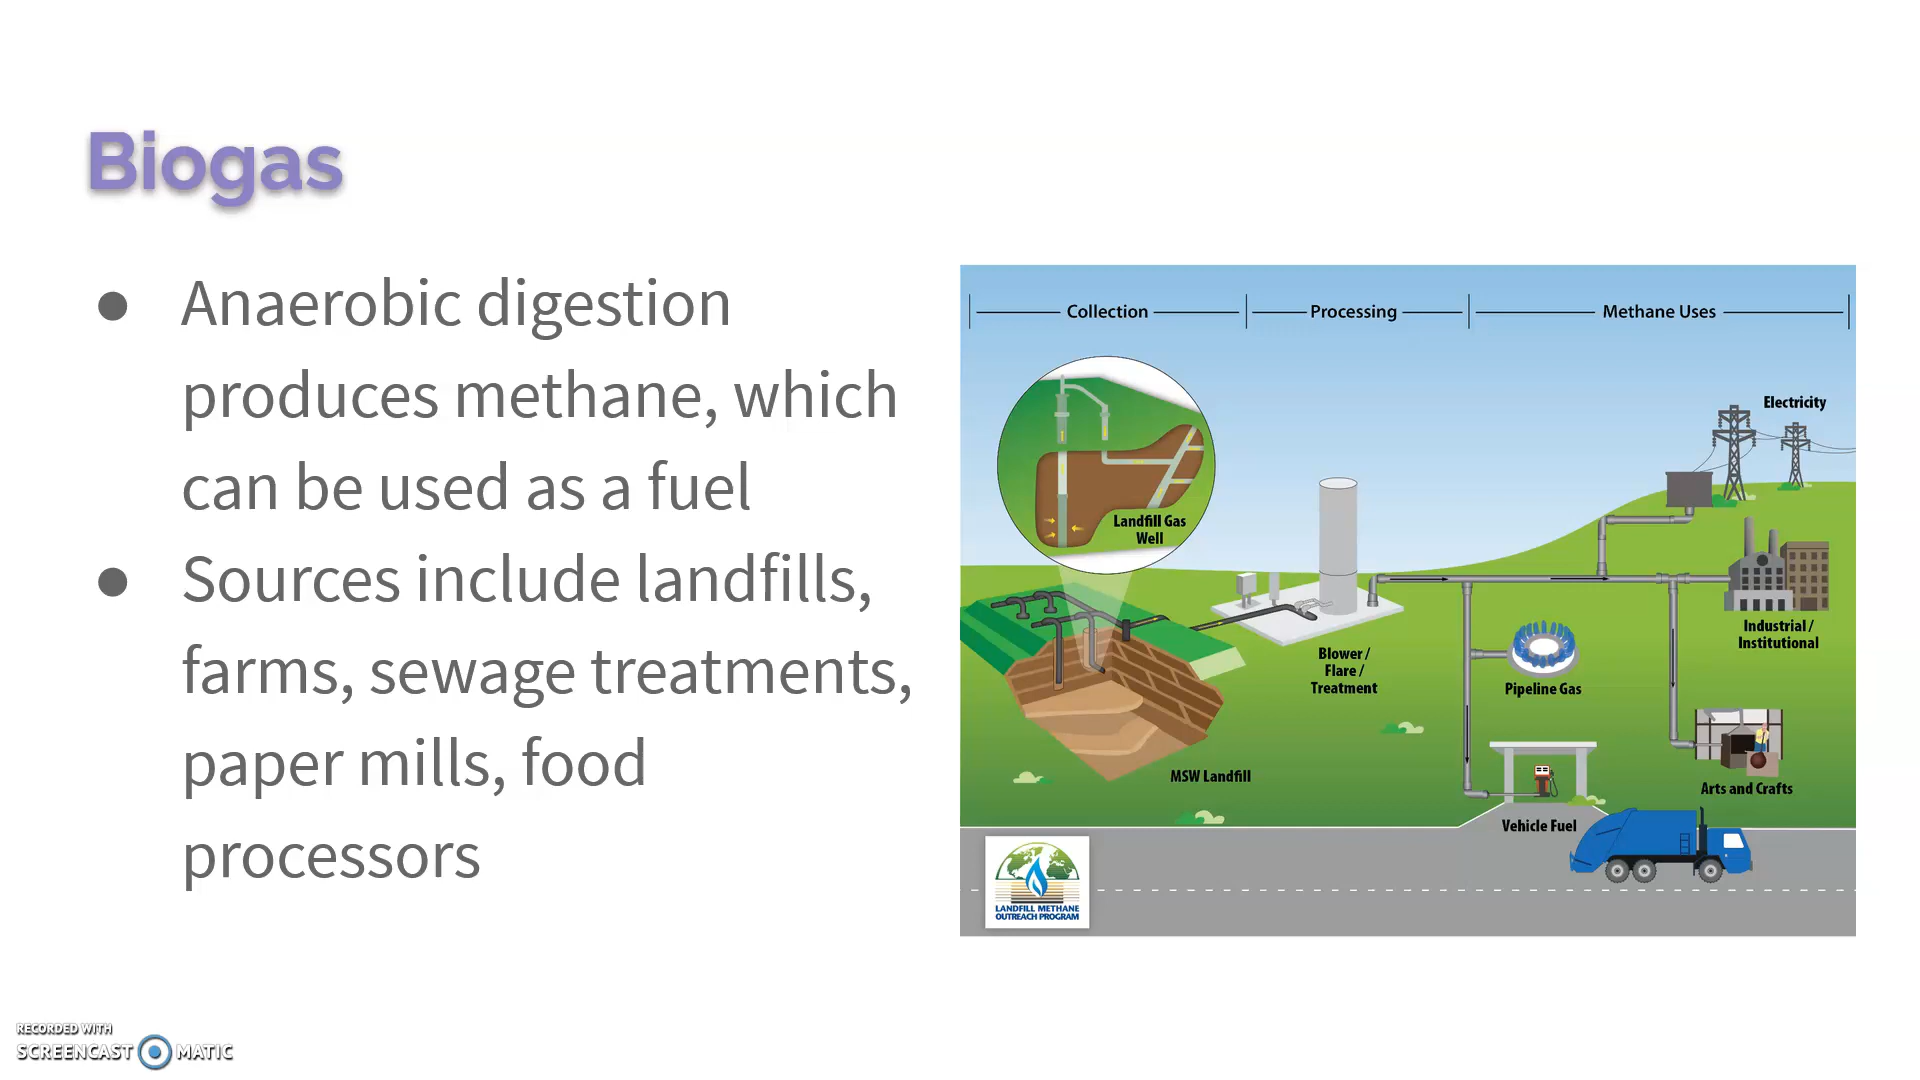 Biogas
● Anaerobic digestion
produces methane, which
can be used as a fuel
● Sources include landfills,
farms, sewage treatments,
paper mills, food
processors
Collection
Processing
Methane Uses
Electricity
Landfill Gas
Well
Industrial /
Institutional
Blower /
Flare /
Treatment
Pipeline Gas
MSW Landfill
Arts and Crafts
Vehicle Fuel
LANDFILL METHANE
OUTREACH PROGRAM
RECORDED WITH
SCREENCAST MATIC